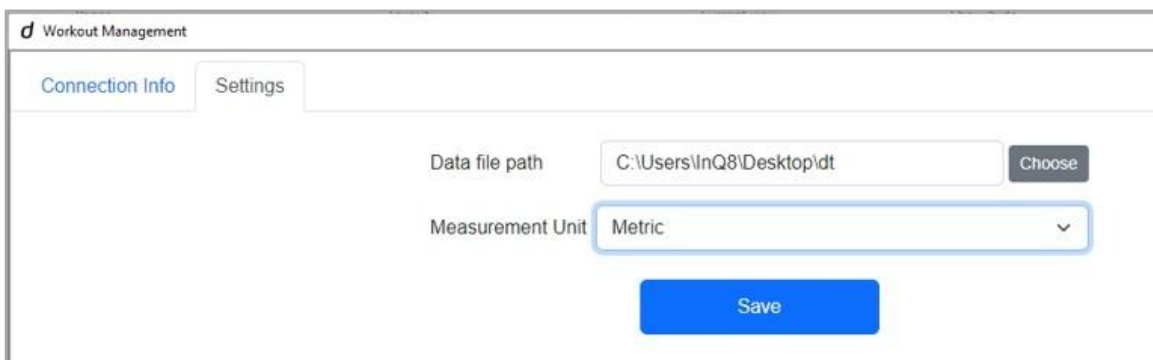 d Workout Management
Connection Info Settings
Data file path C:\Users\InQ8\Desktop\dt Choose
Measurement Unit Metric
Save